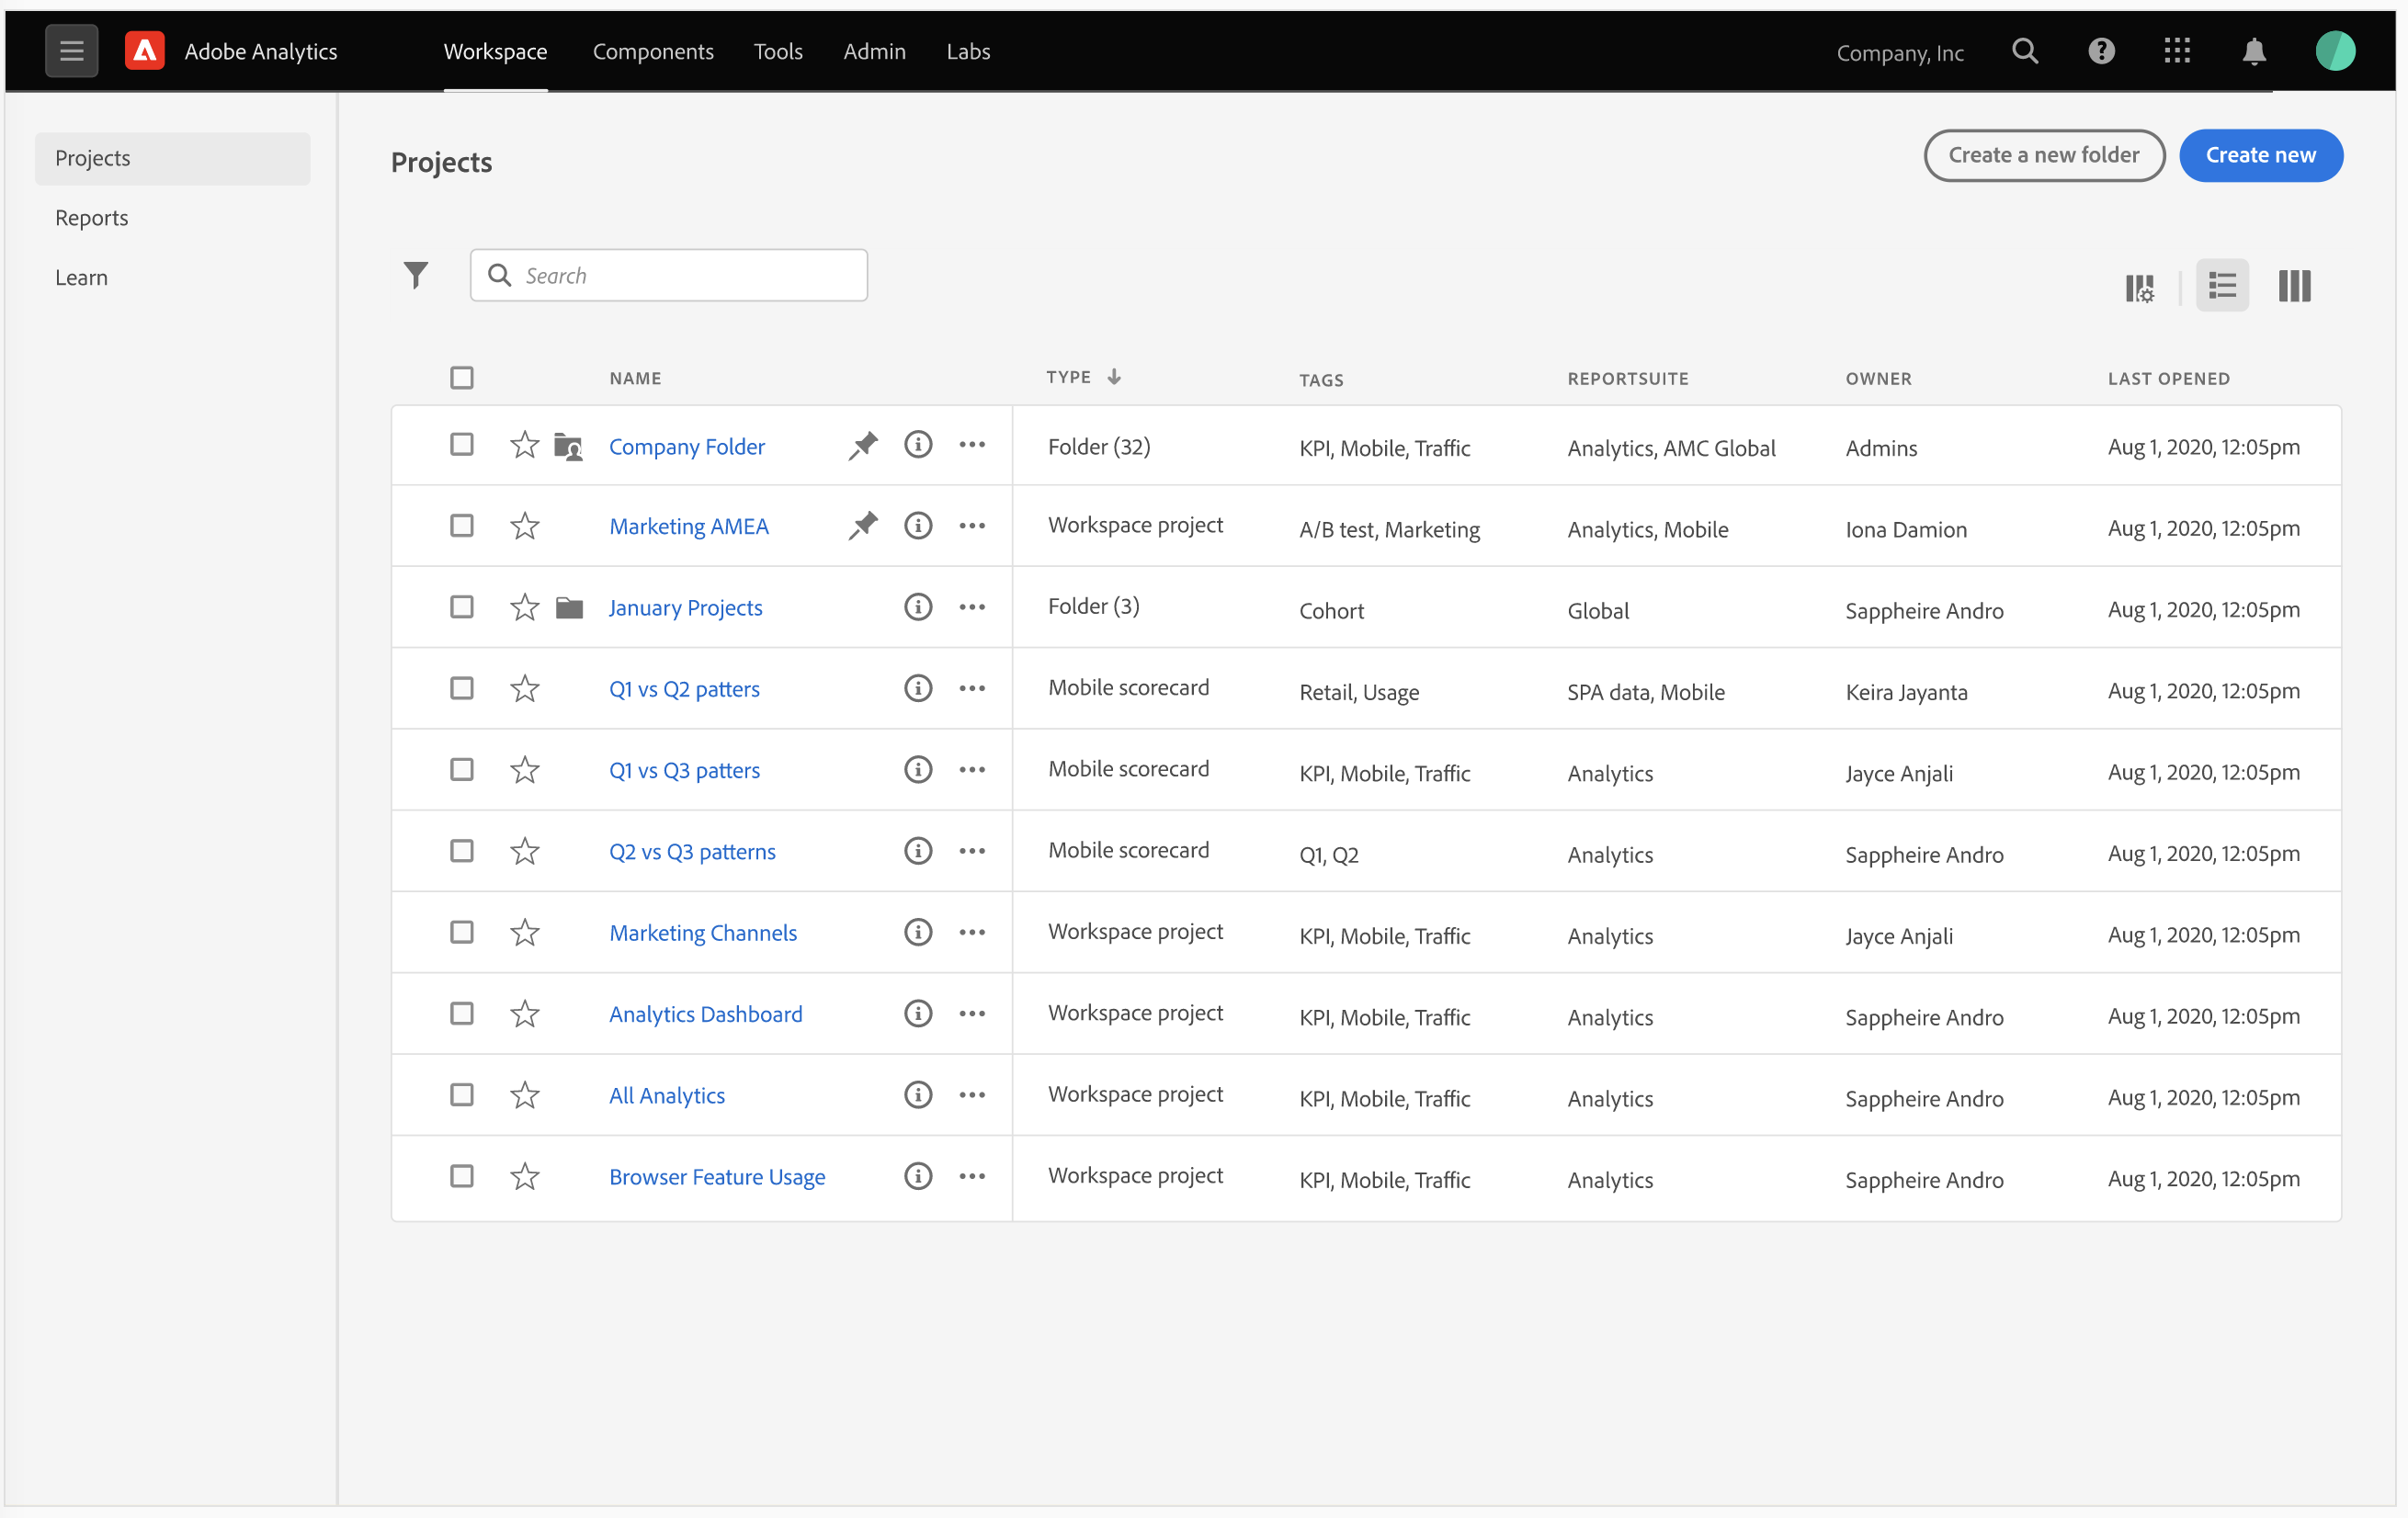 Adobe Analytics Workspace Components Tools Admin Labs Company, Inc
Projects
Reports
Learn
Projects
Create a new folder
Create new
Search
NAME TYPE TAGS REPORTSUITE OWNER LAST OPENED
Company Folder Folder (32) KPI, Mobile, Traffic Analytics, AMC Global Admins Aug 1, 2020, 12:05pm
Marketing AMEA Workspace project A/B test, Marketing Analytics, Mobile Iona Damion Aug 1, 2020, 12:05pm
January Projects Folder (3) Cohort Global Sappheire Andro Aug 1, 2020, 12:05pm
Q1 vs Q2 patters Mobile scorecard Retail, Usage SPA data, Mobile Keira Jayanta Aug 1, 2020, 12:05pm
Q1 vs Q3 patters Mobile scorecard KPI, Mobile, Traffic Analytics Jayce Anjali Aug 1, 2020, 12:05pm
Q2 vs Q3 patterns Mobile scorecard Q1, Q2 Analytics Sappheire Andro Aug 1, 2020, 12:05pm
Marketing Channels Workspace project KPI, Mobile, Traffic Analytics Jayce Anjali Aug 1, 2020, 12:05pm
Analytics Dashboard Workspace project KPI, Mobile, Traffic Analytics Sappheire Andro Aug 1, 2020, 12:05pm
All Analytics Workspace project KPI, Mobile, Traffic Analytics Sappheire Andro Aug 1, 2020, 12:05pm
Browser Feature Usage Workspace project KPI, Mobile, Traffic Analytics Sappheire Andro Aug 1, 2020, 12:05pm